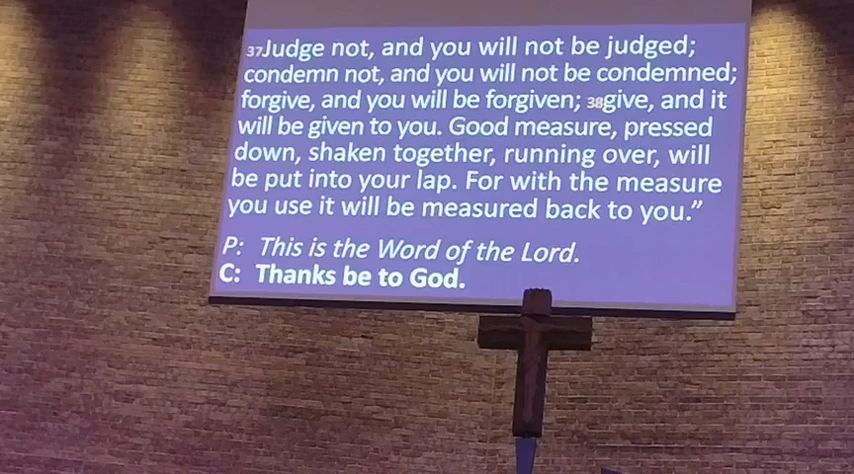 37Judge not, and you will not be judged;
condemn not, and you will not be condemned;
forgive, and you will be forgiven; 38give, and it
will be given to you. Good measure, pressed
down, shaken together, running over, will
be put into your lap. For with the measure
you use it will be measured back to you.”
P: This is the Word of the Lord.
C: Thanks be to God.